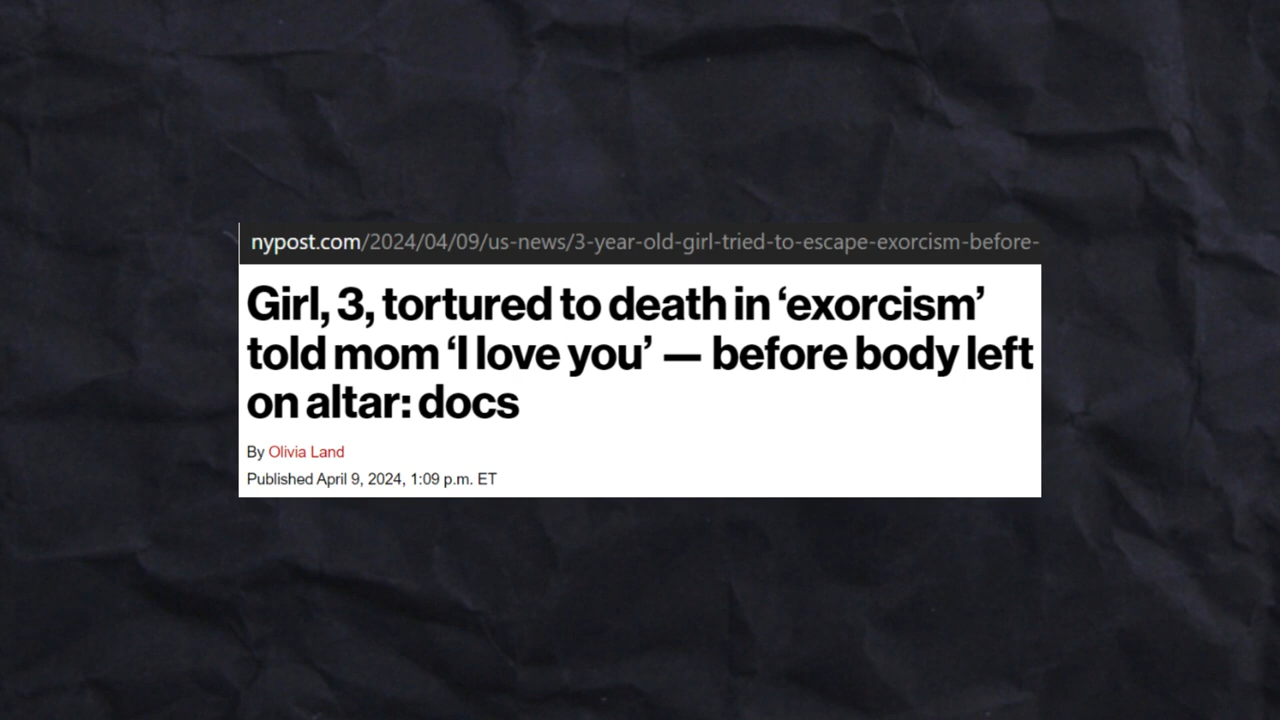 nypost.com/2024/04/09/us-news/3-year-old-girl-tried-to-escape-exorcism-before-
Girl, 3, tortured to death in ‘exorcism’
told mom ‘I love you’ — before body left
on altar: docs
By Olivia Land
Published April 9, 2024, 1:09 p.m. ET